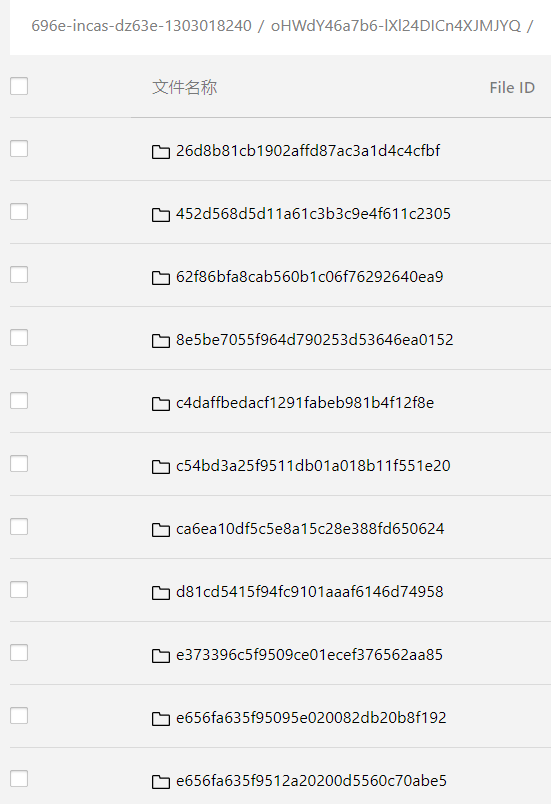 696e-incas-dz63e-1303018240 / oHWdY46a7b6-lXl24DICn4XJMJYQ /
文件名称 File ID
26d8b81cb1902affd87ac3a1d4c4cfbf
452d568d5d11a61c3b3c9e4f611c2305
62f86bfa8cab560b1c06f76292640ea9
8e5be7055f964d790253d53646ea0152
c4daffbedacf1291fabeb981b4f12f8e
c54bd3a25f9511db01a018b11f551e20
ca6ea10df5c5e8a15c28e388fd650624
d81cd5415f94fc9101aaaf6146d74958
e373396c5f9509ce01ecef376562aa85
e656fa635f95095e020082db20b8f192
e656fa635f9512a20200d5560c70abe5